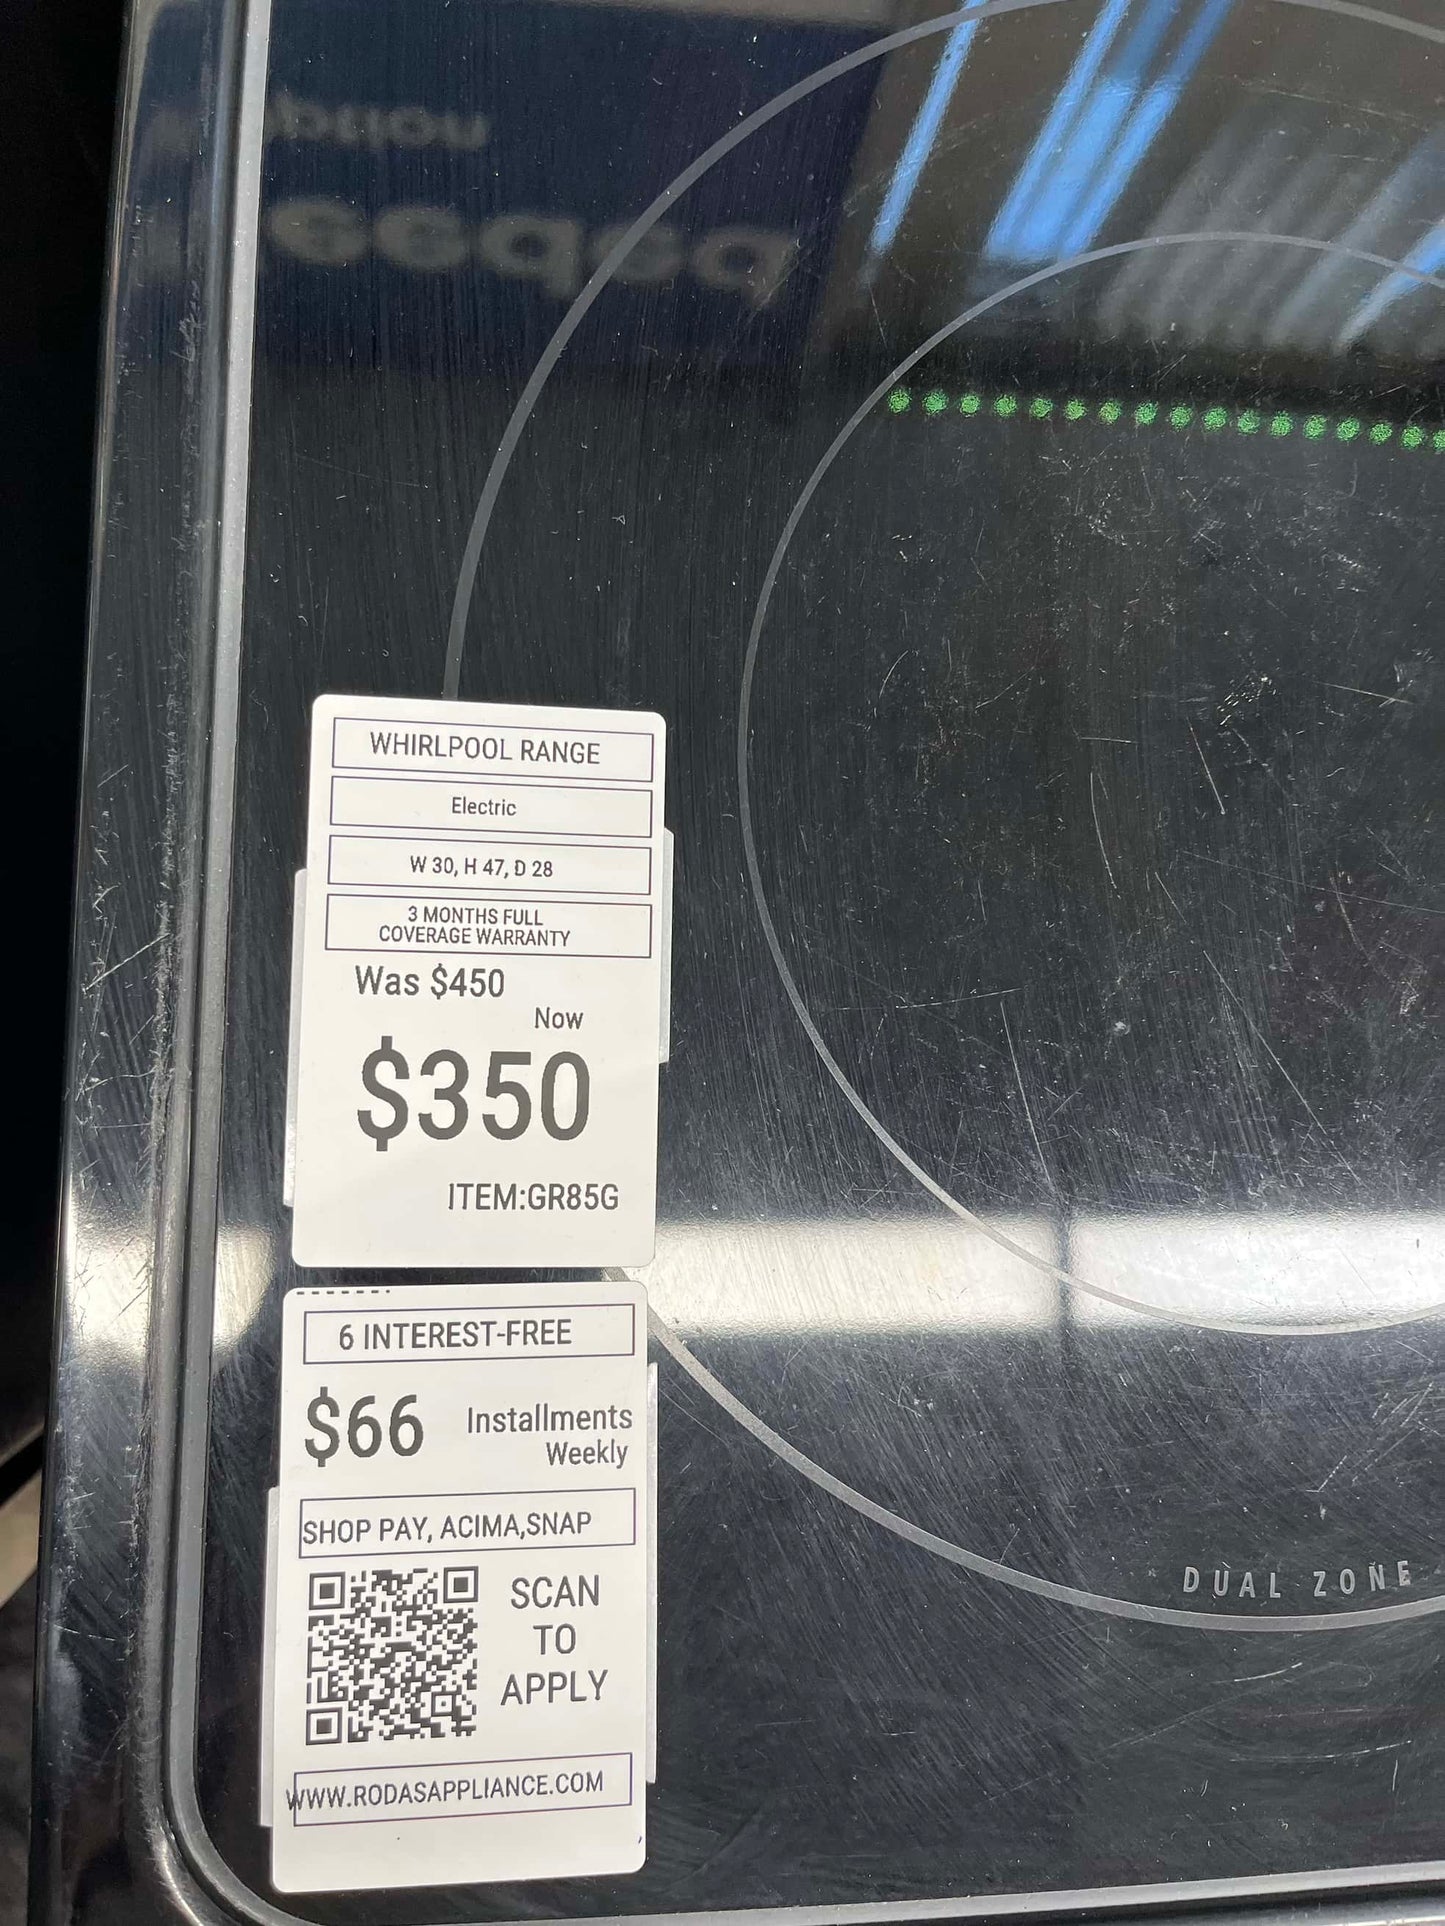 WHIRLPOOL RANGE
Electric
W 30, H 47, D 28
3 MONTHS FULL
COVERAGE WARRANTY
Was $450
Now
$350
ITEM:GR85G
6 INTEREST-FREE
$66 Installments
Weekly
SHOP PAY, ACIMA,SNAP
SCAN
TO
APPLY
WWW.RODASAPPLIANCE.COM
DUAL ZONE